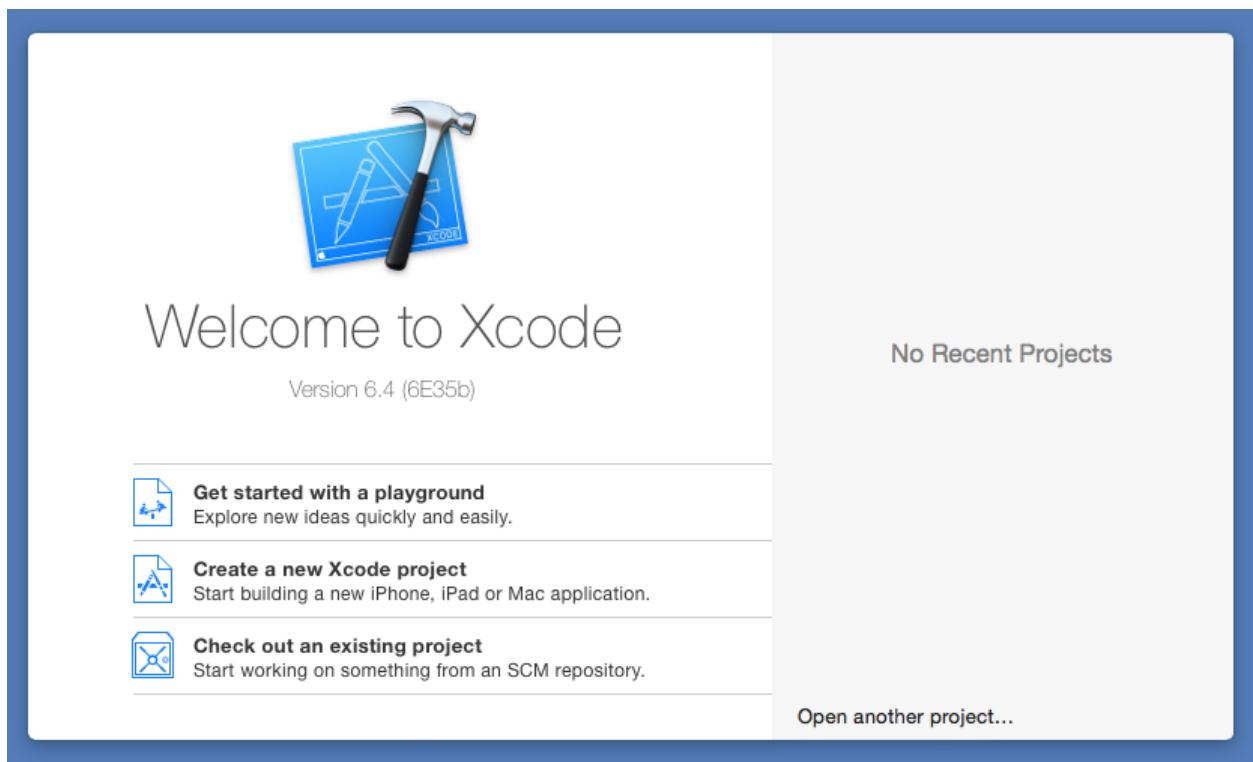 XCODE
Welcome to Xcode
Version 6.4 (6E35b)
Get started with a playground
Explore new ideas quickly and easily.
Create a new Xcode project
Start building a new iPhone, iPad or Mac application.
Check out an existing project
Start working on something from an SCM repository.
No Recent Projects
Open another project...